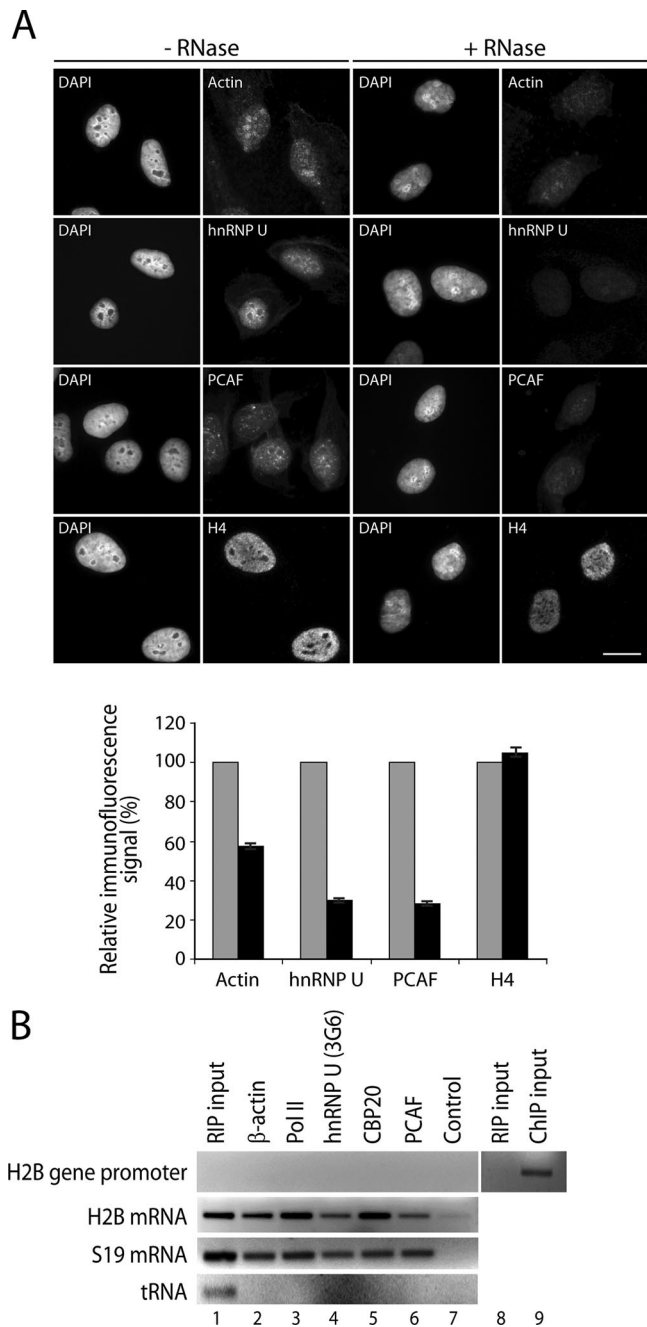 A
- RNase + RNase
DAPI Actin DAPI Actin
DAPI hnRNP U DAPI hnRNP U
DAPI PCAF DAPI PCAF
DAPI H4 DAPI H4
Relative immunofluorescence
signal (%)
120
100
80
60
40
20
0
Actin hnRNP U PCAF H4
B
RIP input
β-actin
Pol II
hnRNP U (3G6)
CBP20
PCAF
Control
RIP input
ChIP input
H2B gene promoter
H2B mRNA
S19 mRNA
tRNA
1 2 3 4 5 6 7 8 9